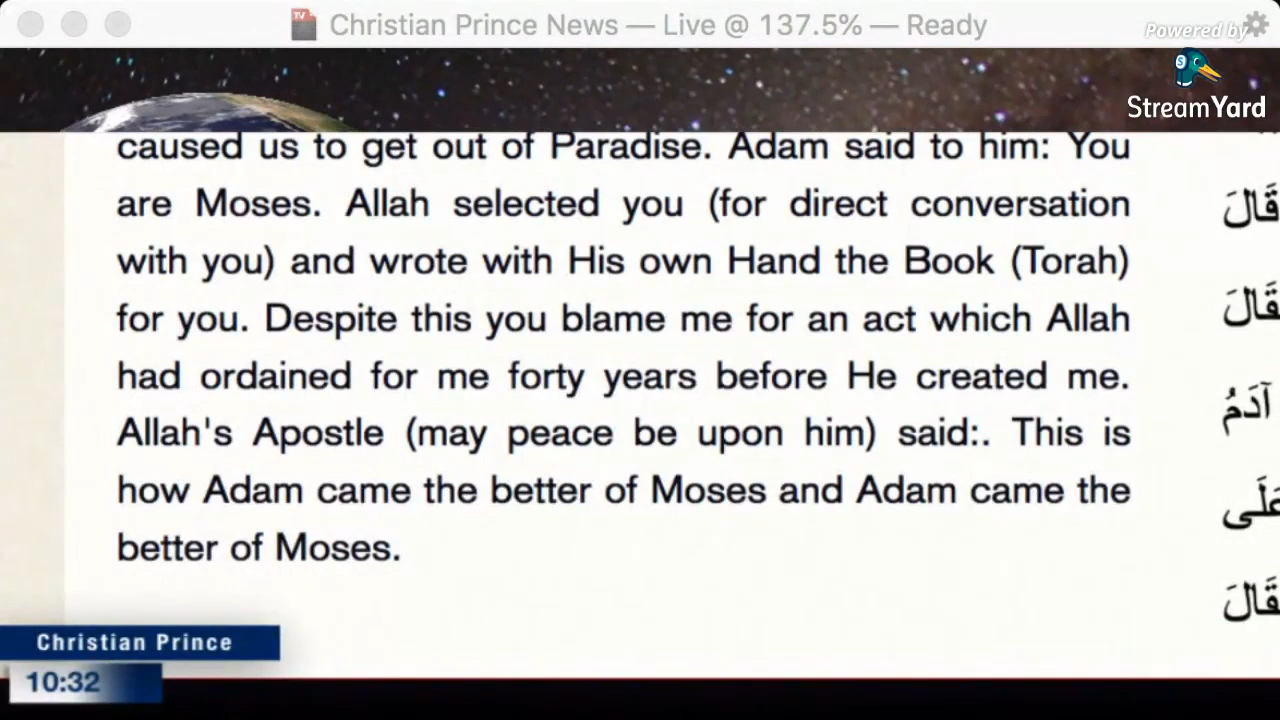 Christian Prince News — Live @ 137.5% — Ready
Powered by
StreamYard
caused us to get out of Paradise. Adam said to him: You
are Moses. Allah selected you (for direct conversation
with you) and wrote with His own Hand the Book (Torah)
for you. Despite this you blame me for an act which Allah
had ordained for me forty years before He created me.
Allah's Apostle (may peace be upon him) said:. This is
how Adam came the better of Moses and Adam came the
better of Moses.
قَالَ
فَقَالَ
آدَمُ
عَلَى
فَقَالَ
Christian Prince
10:32